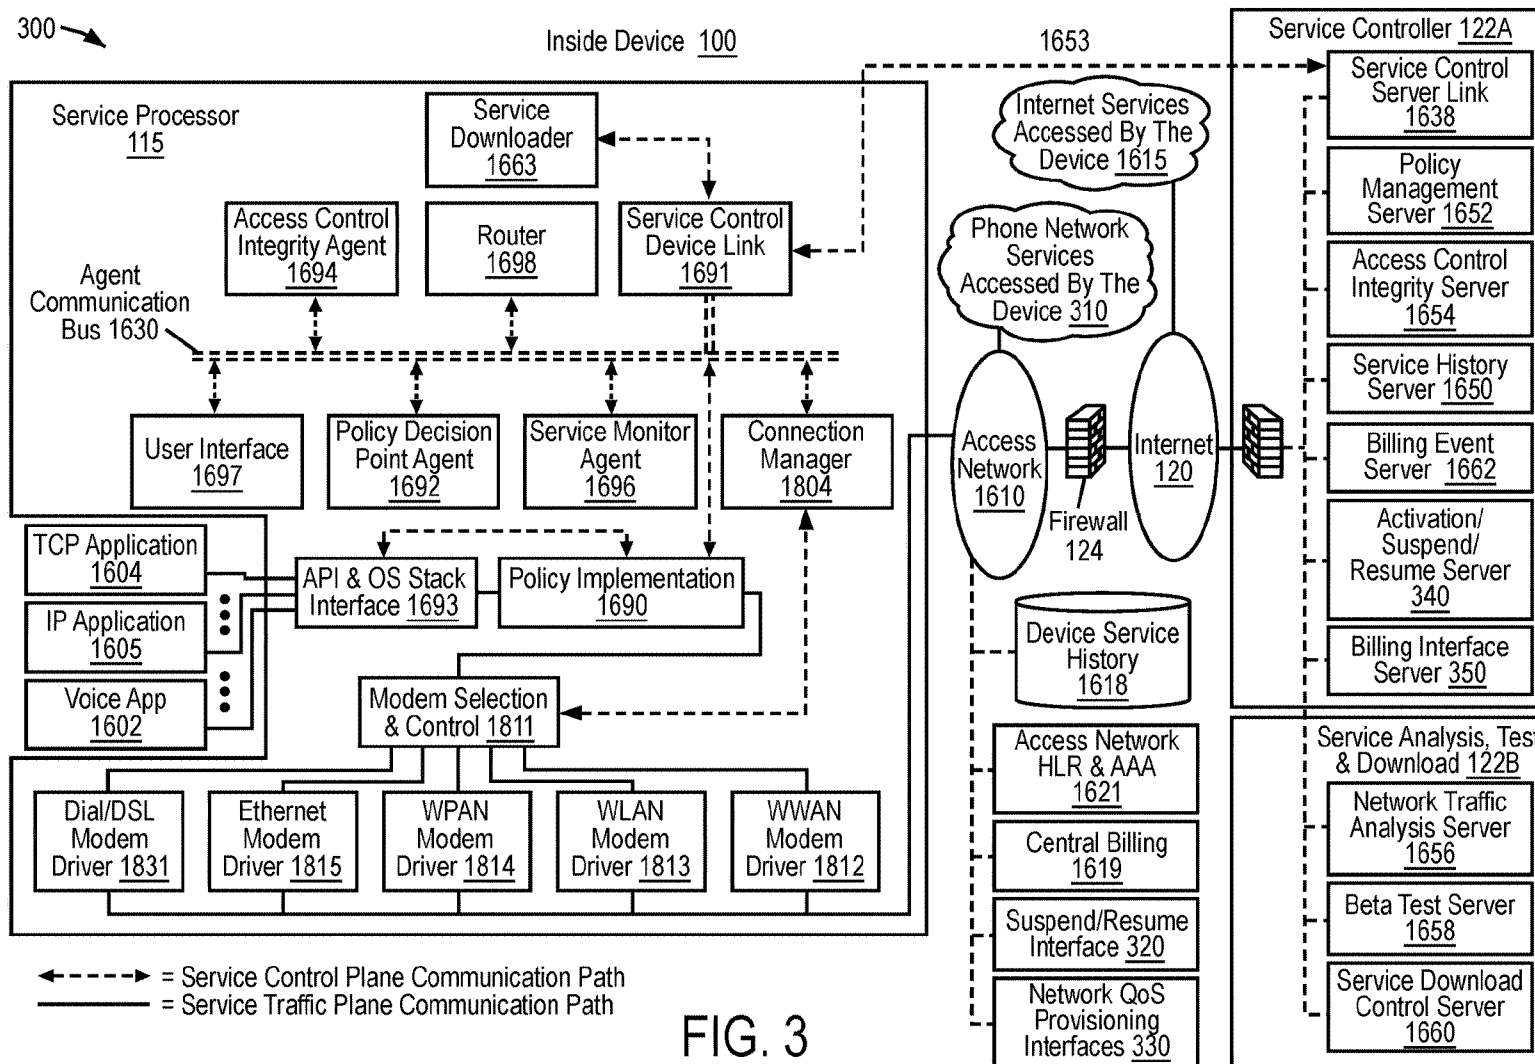 300
Inside Device 100
1653
Service Controller 122A
Service Processor
115
Service
Downloader
1663
Access Control
Integrity Agent
1694
Router
1698
Service Control
Device Link
1691
Agent
Communication
Bus 1630
User Interface
1697
Policy Decision
Point Agent
1692
Service Monitor
Agent
1696
Connection
Manager
1804
TCP Application
1604
IP Application
1605
Voice App
1602
API & OS Stack
Interface 1693
Policy Implementation
1690
Modem Selection
& Control 1811
Dial/DSL
Modem
Driver 1831
Ethernet
Modem
Driver 1815
WPAN
Modem
Driver 1814
WLAN
Modem
Driver 1813
WWAN
Modem
Driver 1812
Internet Services
Accessed By The
Device 1615
Phone Network
Services
Accessed By The
Device 310
Access
Network
1610
Firewall
124
Internet
120
Device Service
History
1618
Access Network
HLR & AAA
1621
Central Billing
1619
Suspend/Resume
Interface 320
Network QoS
Provisioning
Interfaces 330
Service Control
Server Link
1638
Policy
Management
Server 1652
Access Control
Integrity Server
1654
Service History
Server 1650
Billing Event
Server 1662
Activation/
Suspend/
Resume Server
340
Billing Interface
Server 350
Service Analysis, Test
& Download 122B
Network Traffic
Analysis Server
1656
Beta Test Server
1658
Service Download
Control Server
1660
= Service Control Plane Communication Path
= Service Traffic Plane Communication Path
FIG. 3